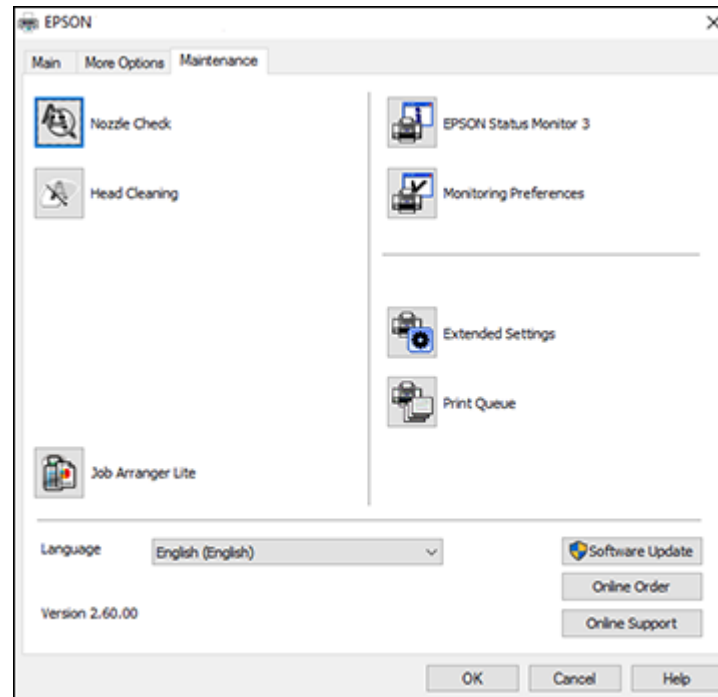 EPSON
Main More Options Maintenance
Nozzle Check
Head Cleaning
Job Arranger Lite
EPSON Status Monitor 3
Monitoring Preferences
Extended Settings
Print Queue
Language English (English)
Version 2.60.00
Software Update
Online Order
Online Support
OK Cancel Help